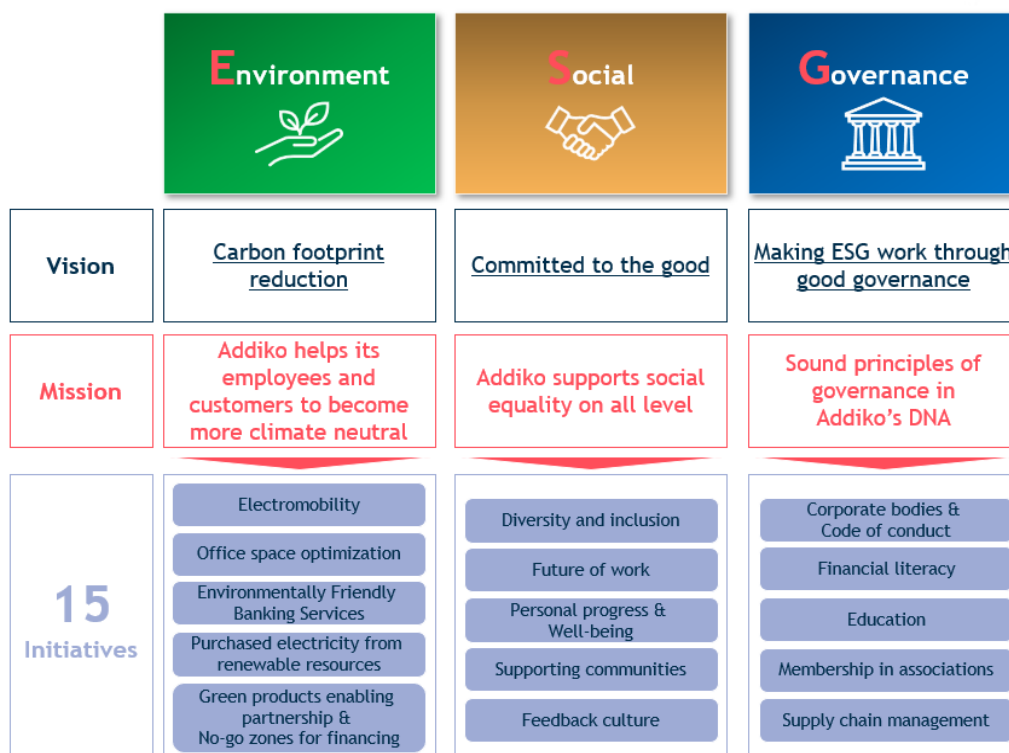 Environment
Social
Governance
Vision
Carbon footprint
reduction
Committed to the good
Making ESG work through
good governance
Mission
Addiko helps its
employees and
customers to become
more climate neutral
Addiko supports social
equality on all level
Sound principles of
governance in
Addiko's DNA
15
Initiatives
Electromobility
Office space optimization
Environmentally Friendly
Banking Services
Purchased electricity from
renewable resources
Green products enabling
partnership &
No-go zones for financing
Diversity and inclusion
Future of work
Personal progress &
Well-being
Supporting communities
Feedback culture
Corporate bodies &
Code of conduct
Financial literacy
Education
Membership in associations
Supply chain management